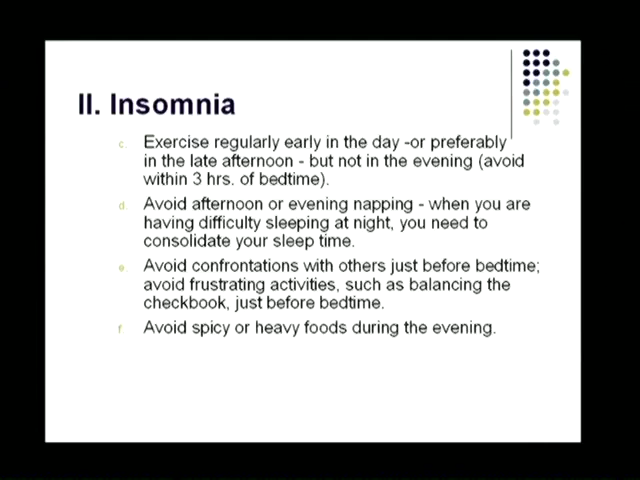 II. Insomnia
c. Exercise regularly early in the day -or preferably
in the late afternoon - but not in the evening (avoid
within 3 hrs. of bedtime).
d. Avoid afternoon or evening napping - when you are
having difficulty sleeping at night, you need to
consolidate your sleep time.
e. Avoid confrontations with others just before bedtime;
avoid frustrating activities, such as balancing the
checkbook, just before bedtime.
f. Avoid spicy or heavy foods during the evening.